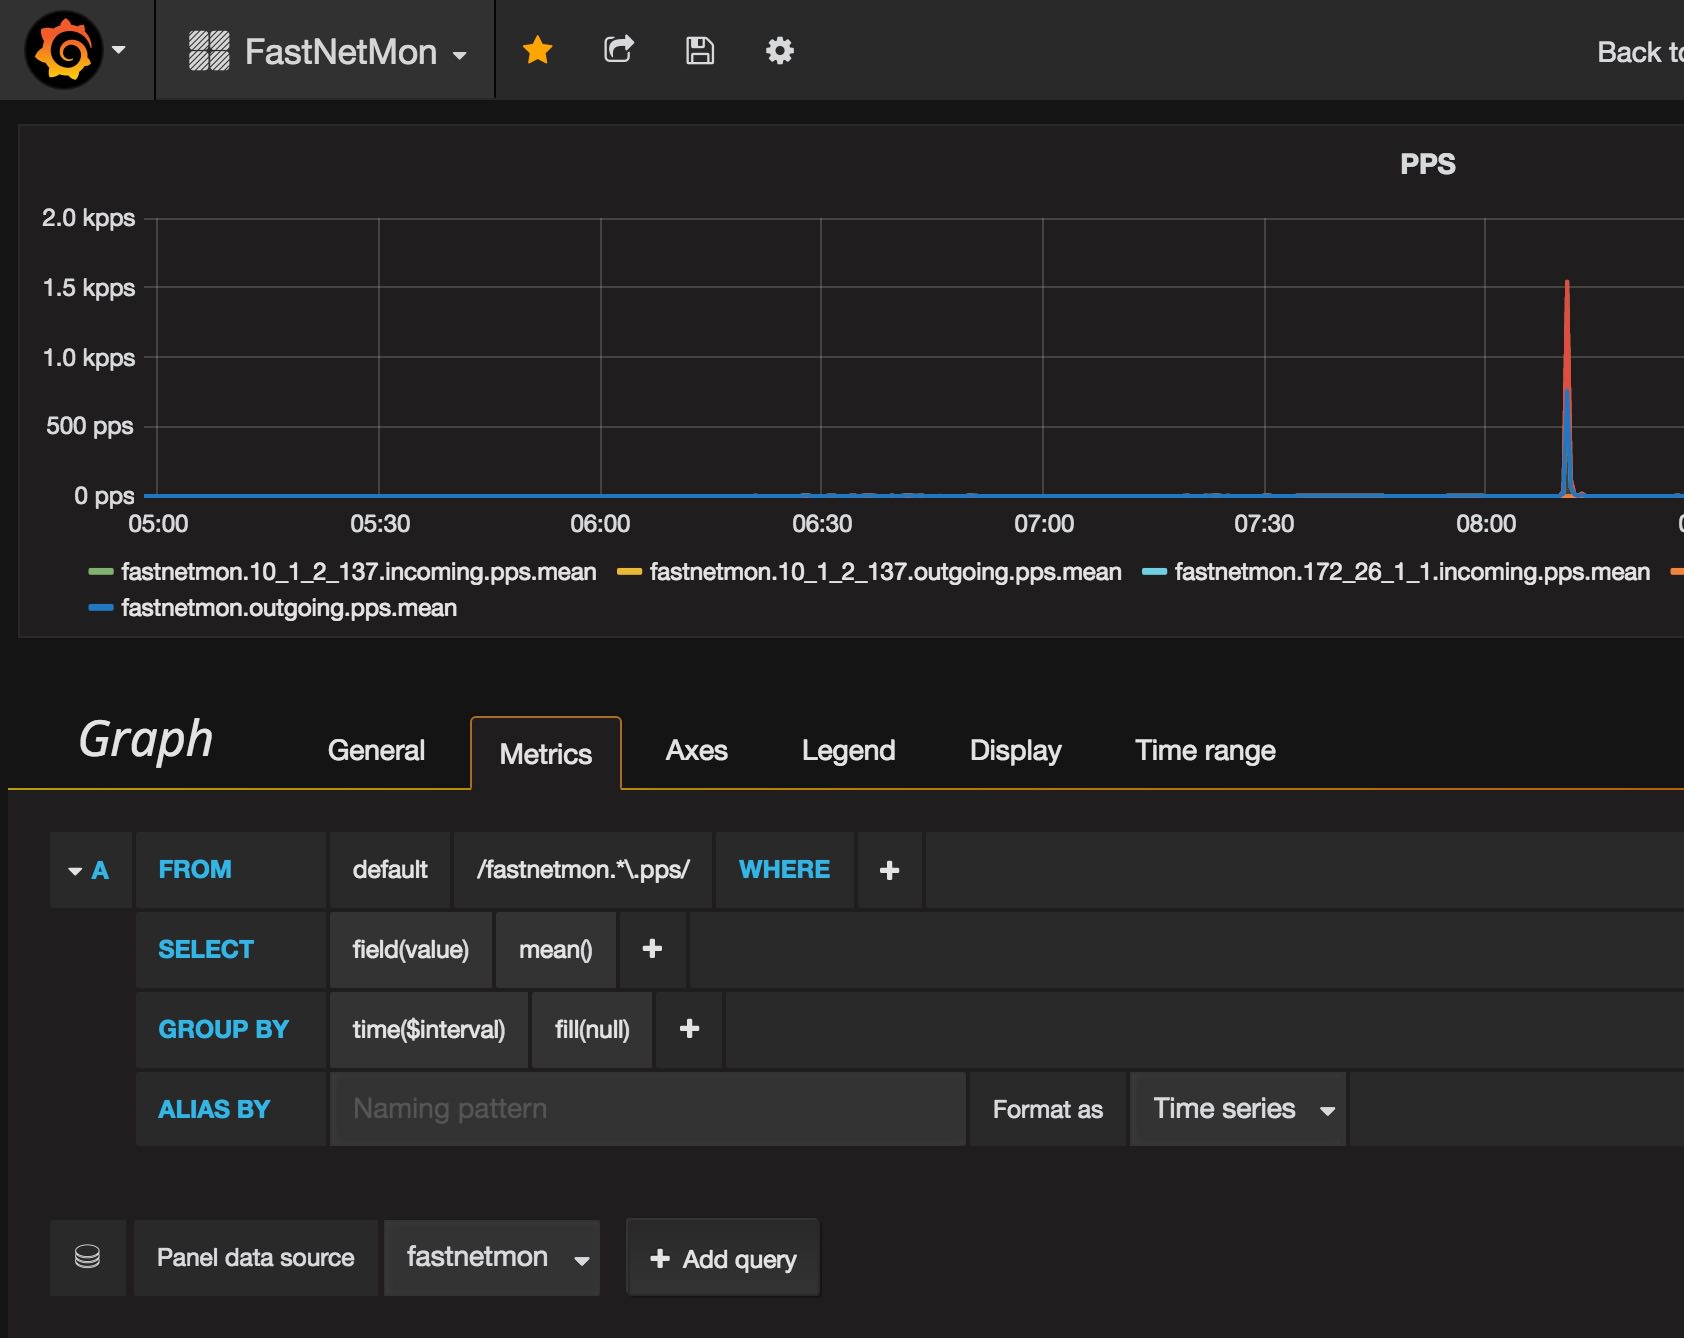 FastNetMon
Back to
PPS
2.0 kpps
1.5 kpps
1.0 kpps
500 pps
0 pps
05:00 05:30 06:00 06:30 07:00 07:30 08:00
fastnetmon.10_1_2_137.incoming.pps.mean fastnetmon.10_1_2_137.outgoing.pps.mean fastnetmon.172_26_1_1.incoming.pps.mean
fastnetmon.outgoing.pps.mean
Graph General Metrics Axes Legend Display Time range
A FROM default /fastnetmon.*\.pps/ WHERE +
SELECT field(value) mean() +
GROUP BY time($interval) fill(null) +
ALIAS BY Naming pattern Format as Time series
Panel data source fastnetmon + Add query